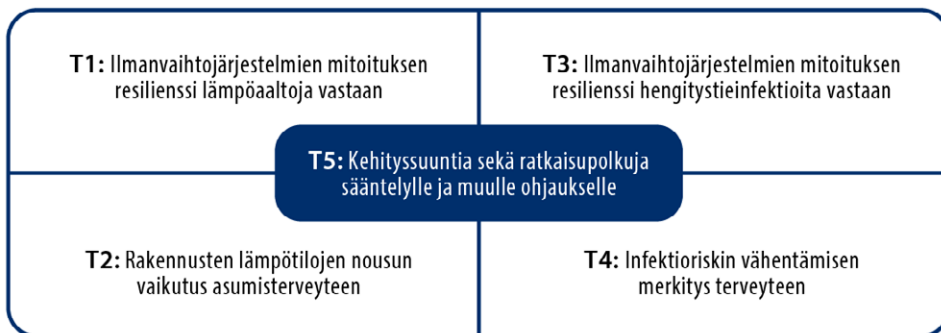 T1: Ilmanvaihtojärjestelmien mitoituksen
resilienssi lämpöaaltoja vastaan
T3: Ilmanvaihtojärjestelmien mitoituksen
resilienssi hengitystieinfektioita vastaan
T5: Kehityssuuntia sekä ratkaisupolkuja
sääntelylle ja muulle ohjaukselle
T2: Rakennusten lämpötilojen nousun
vaikutus asumisterveyteen
T4: Infektioriskin vähentämisen
merkitys terveyteen